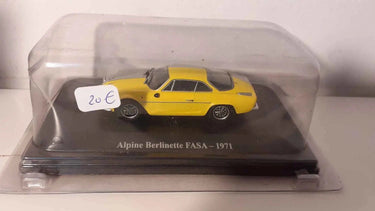 20€
Alpine Berlinette FASA – 1971